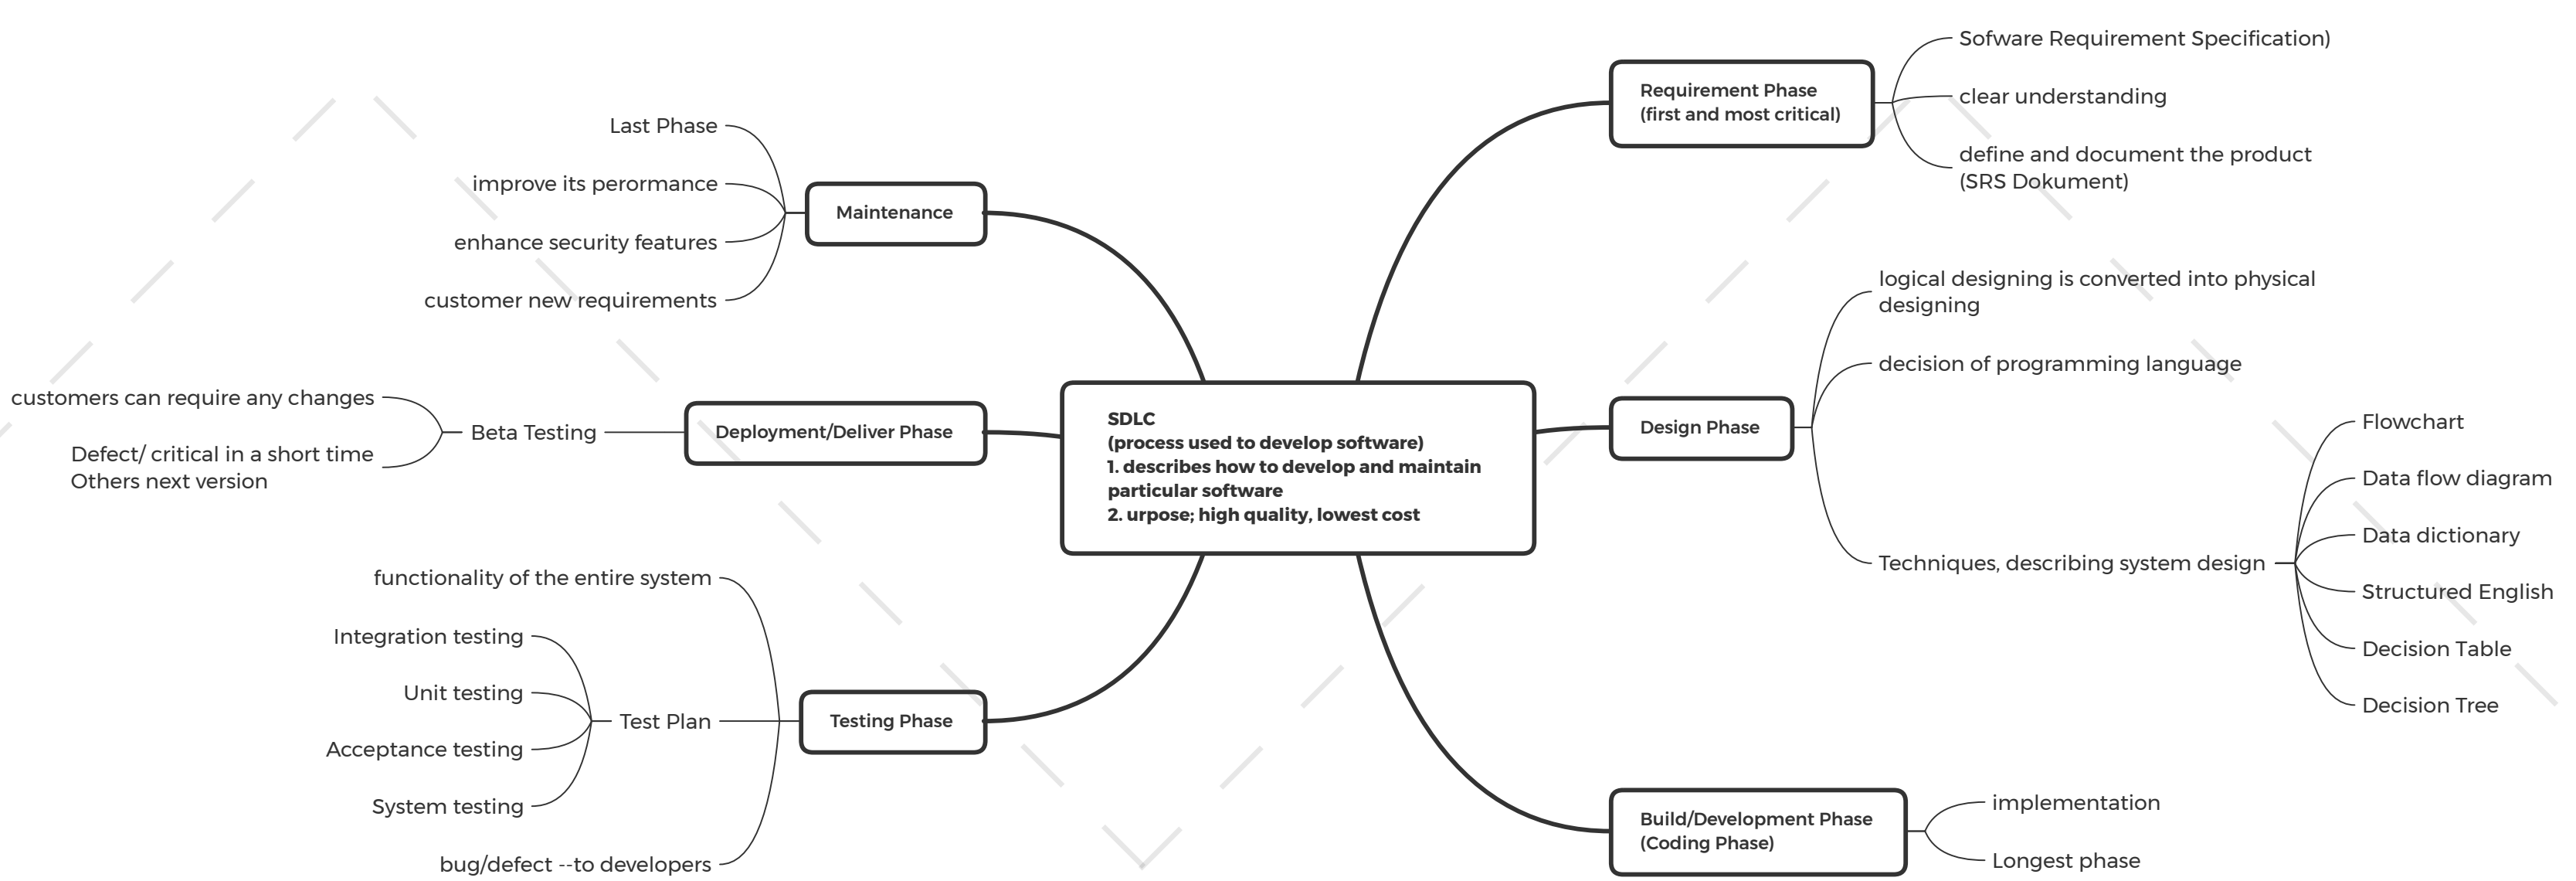 SDLC
(process used to develop software)
1. describes how to develop and maintain
particular software
2. urpose; high quality, lowest cost
Requirement Phase
(first and most critical)
Sofware Requirement Specification)
clear understanding
define and document the product
(SRS Dokument)
Design Phase
logical designing is converted into physical
designing
decision of programming language
Techniques, describing system design
Flowchart
Data flow diagram
Data dictionary
Structured English
Decision Table
Decision Tree
Build/Development Phase
(Coding Phase)
implementation
Longest phase
Testing Phase
functionality of the entire system
Test Plan
Integration testing
Unit testing
Acceptance testing
System testing
bug/defect --to developers
Deployment/Deliver Phase
Beta Testing
customers can require any changes
Defect/ critical in a short time
Others next version
Maintenance
Last Phase
improve its perormance
enhance security features
customer new requirements